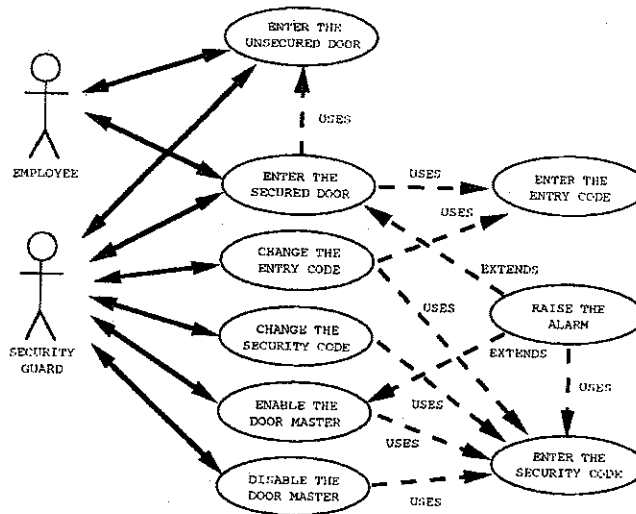 ENTER THE
UNSECURED DOOR
USES
EMPLOYEE
ENTER THE
SECURED DOOR
USES
ENTER THE
ENTRY CODE
USES
CHANGE THE
ENTRY CODE
EXTENDS
SECURITY
GUARD
CHANGE THE
SECURITY CODE
USES
RAISE THE
ALARM
EXTENDS
USES
ENABLE THE
DOOR MASTER
USES
USES
ENTER THE
SECURITY CODE
DISABLE THE
DOOR MASTER
USES